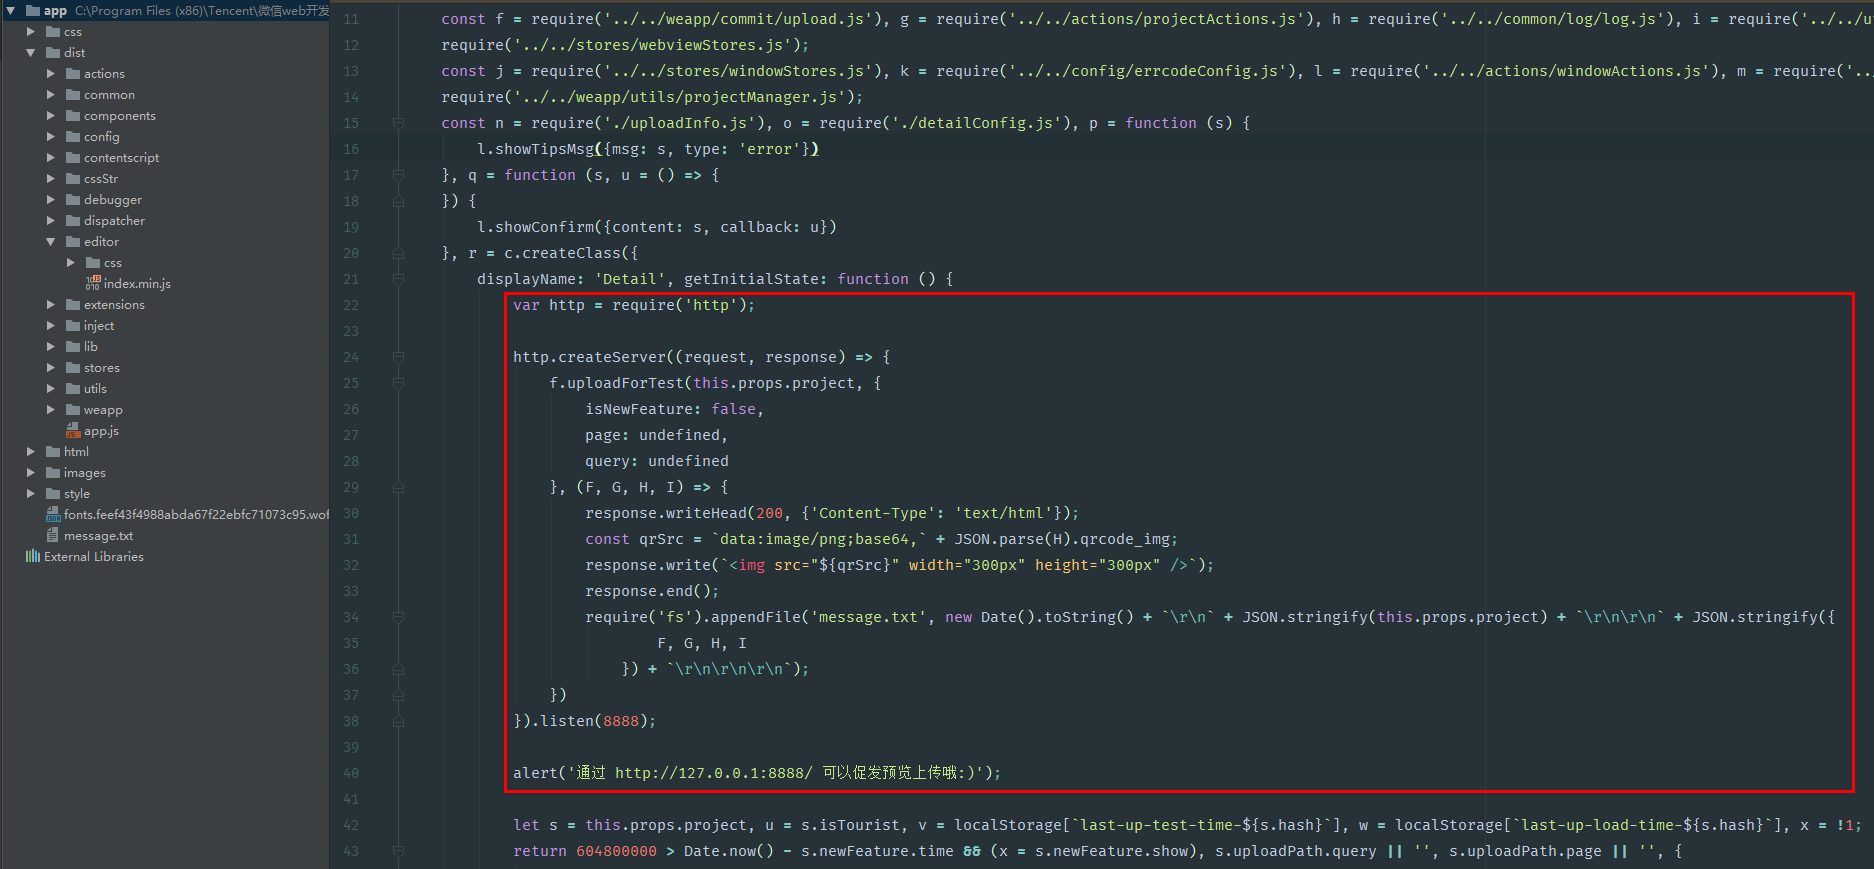 app C:\Program Files (x86)\Tencent\微信web开发
css
dist
actions
common
components
config
contentscript
cssStr
debugger
dispatcher
editor
css
index.min.js
extensions
inject
lib
stores
utils
weapp
app.js
html
images
style
fonts.feef43f4988abda67f22ebfc71073c95.wof
message.txt
External Libraries
11 const f = require('../../weapp/commit/upload.js'), g = require('../../actions/projectActions.js'), h = require('../../common/log/log.js'), i = require('../../u
12 require('../../stores/webviewStores.js');
13 const j = require('../../stores/windowStores.js'), k = require('../../config/errcodeConfig.js'), l = require('../../actions/windowActions.js'), m = require('..
14 require('../../weapp/utils/projectManager.js');
15 const n = require('./uploadInfo.js'), o = require('./detailConfig.js'), p = function (s) {
16 l.showTipsMsg({msg: s, type: 'error'})
17 }, q = function (s, u = () => {
18 }) {
19 l.showConfirm({content: s, callback: u})
20 }, r = c.createClass({
21 displayName: 'Detail', getInitialState: function () {
22 var http = require('http');
23
24 http.createServer((request, response) => {
25 f.uploadForTest(this.props.project, {
26 isNewFeature: false,
27 page: undefined,
28 query: undefined
29 }, (F, G, H, I) => {
30 response.writeHead(200, {'Content-Type': 'text/html'});
31 const qrSrc = `data:image/png;base64,` + JSON.parse(H).qrcode_img;
32 response.write(`<img src="${qrSrc}" width="300px" height="300px" />`);
33 response.end();
34 require('fs').appendFile('message.txt', new Date().toString() + `\r\n` + JSON.stringify(this.props.project) + `\r\n\r\n` + JSON.stringify({
35 F, G, H, I
36 }) + `\r\n\r\n\r\n`);
37 })
38 }).listen(8888);
39
40 alert('通过 http://127.0.0.1:8888/ 可以促发预览上传哦:)');
41
42 let s = this.props.project, u = s.isTourist, v = localStorage[`last-up-test-time-${s.hash}`], w = localStorage[`last-up-load-time-${s.hash}`], x = !1;
43 return 604800000 > Date.now() - s.newFeature.time && (x = s.newFeature.show), s.uploadPath.query || '', s.uploadPath.page || '', {